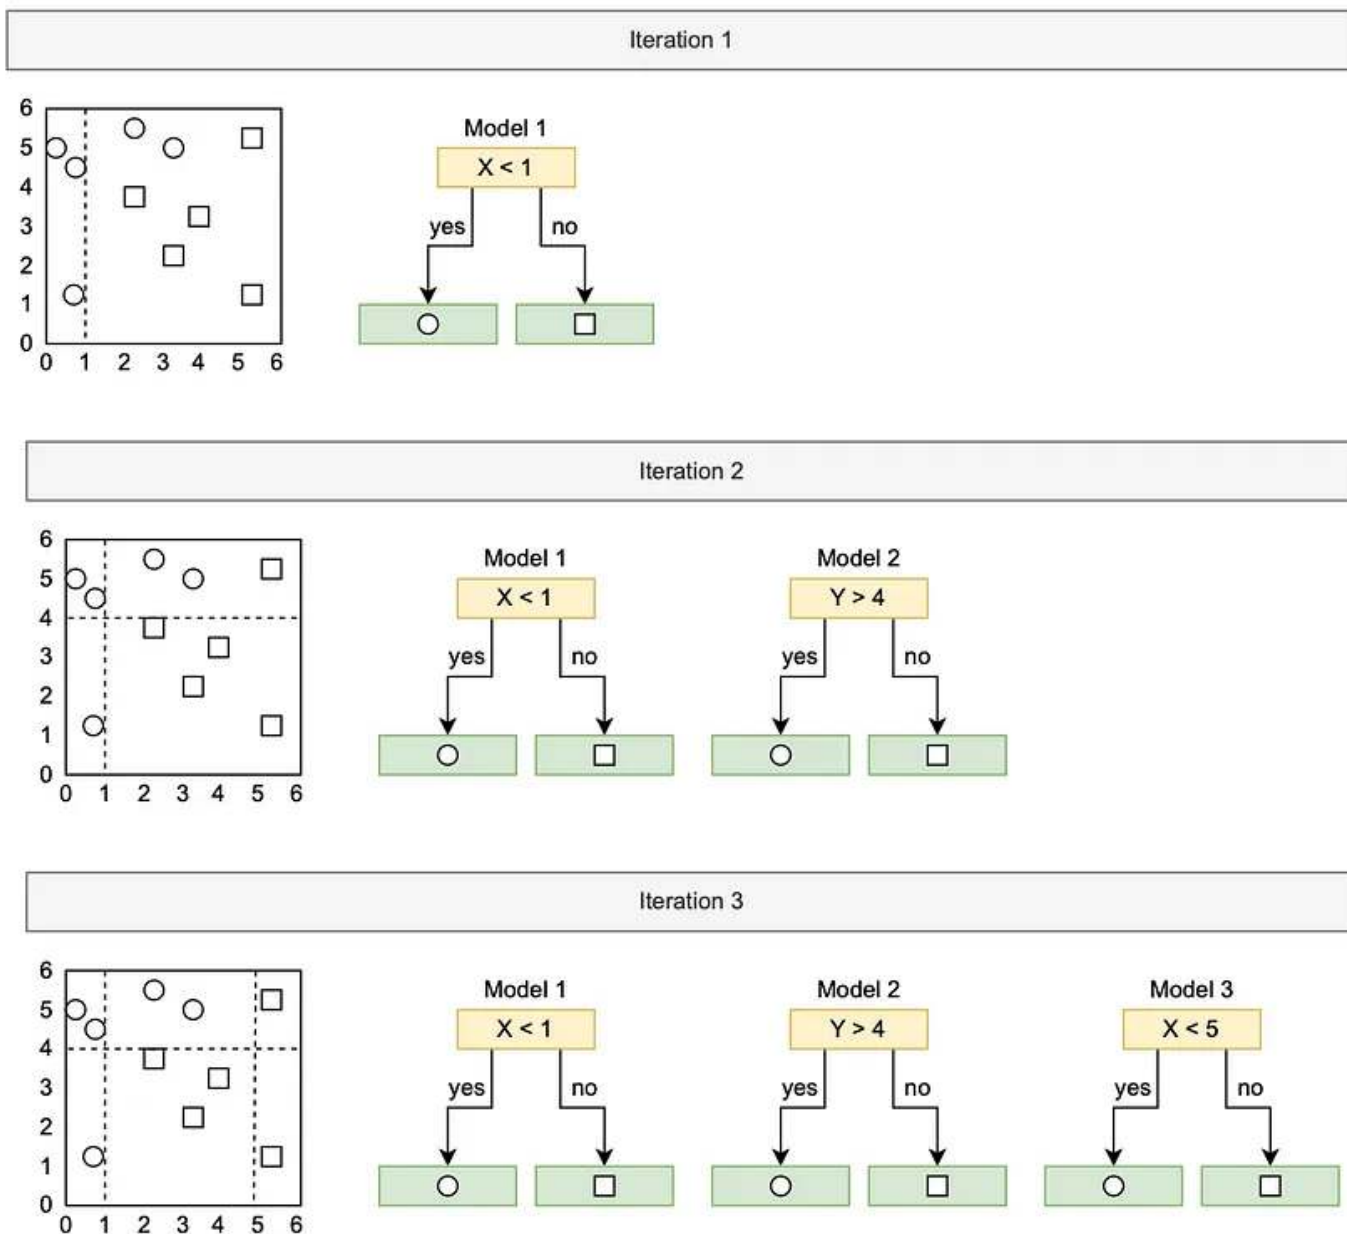 Iteration 1
6
5
4
3
2
1
0
0 1 2 3 4 5 6
Model 1
X < 1
yes no
Iteration 2
6
5
4
3
2
1
0
0 1 2 3 4 5 6
Model 1
X < 1
yes no
Model 2
Y > 4
yes no
Iteration 3
6
5
4
3
2
1
0
0 1 2 3 4 5 6
Model 1
X < 1
yes no
Model 2
Y > 4
yes no
Model 3
X < 5
yes no